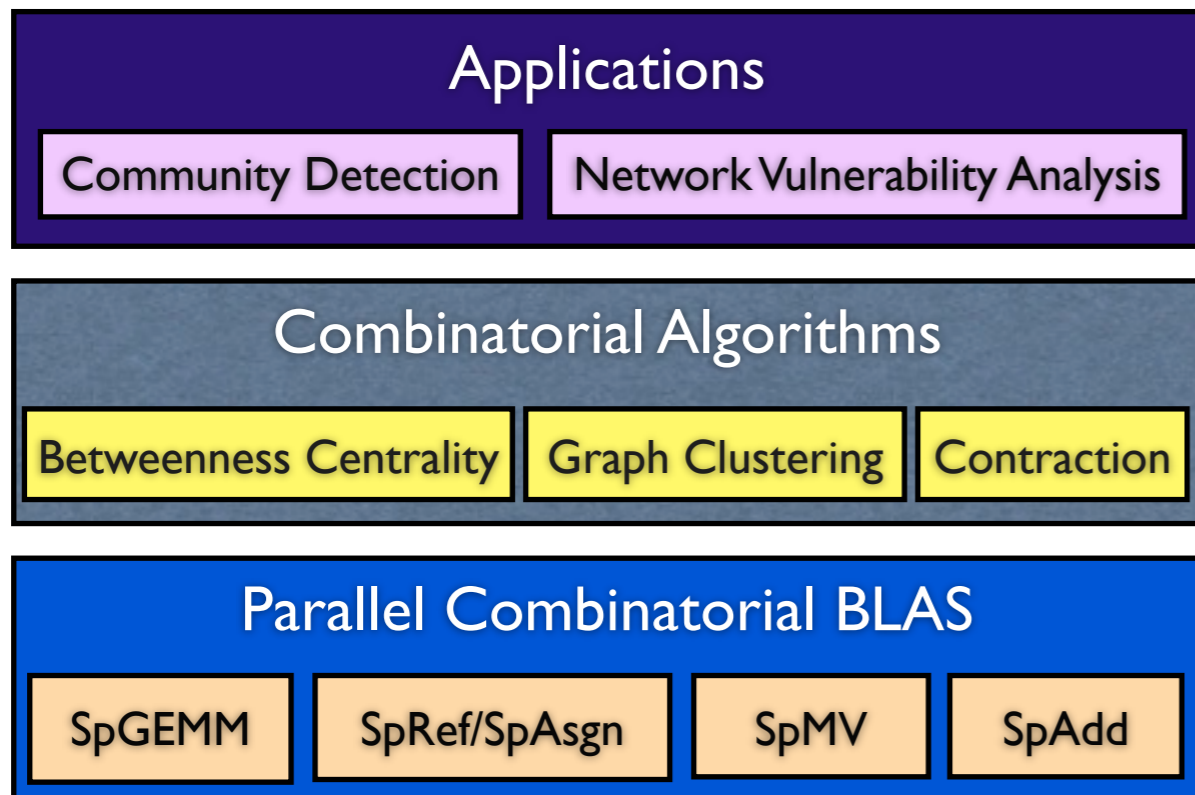 Applications
Community Detection
Network Vulnerability Analysis
Combinatorial Algorithms
Betweenness Centrality
Graph Clustering
Contraction
Parallel Combinatorial BLAS
SpGEMM
SpRef/SpAsgn
SpMV
SpAdd